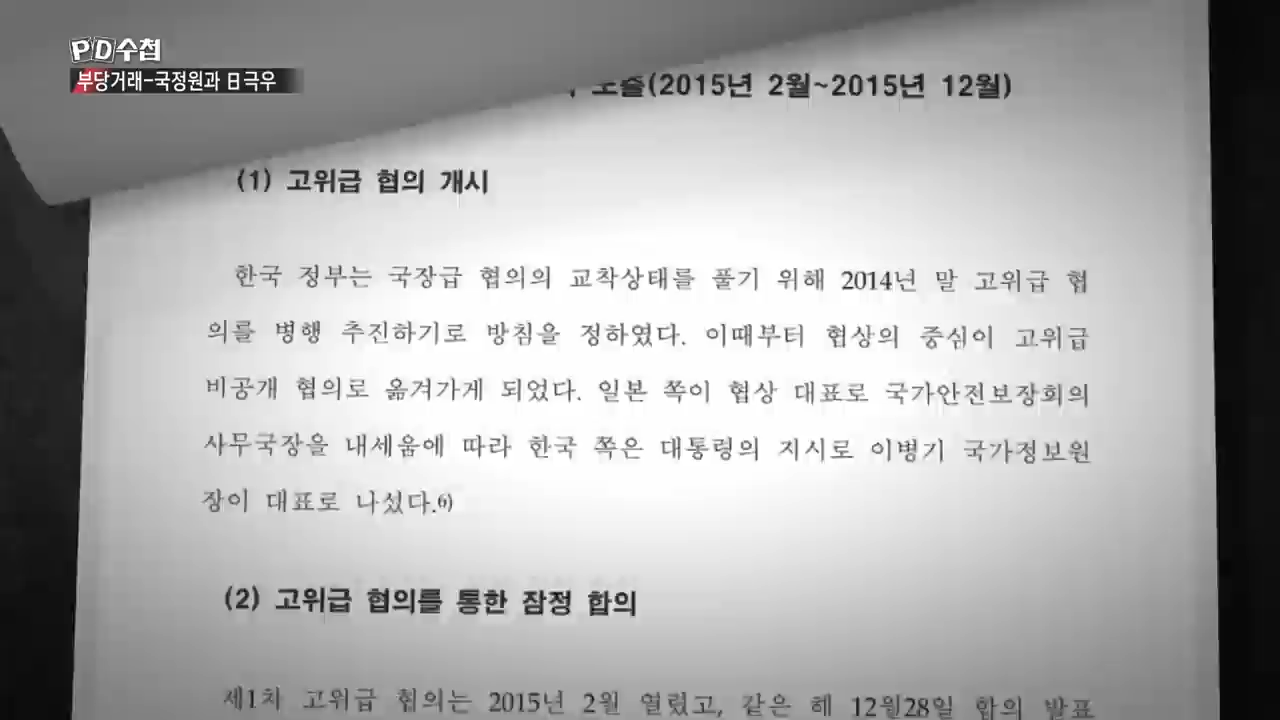 PD수첩
부당거래-국정원과 日극우
도출(2015년 2월~2015년 12월)
(1) 고위급 협의 개시
한국 정부는 국장급 협의의 교착상태를 풀기 위해 2014년 말 고위급 협
의를 병행 추진하기로 방침을 정하였다. 이때부터 협상의 중심이 고위급
비공개 협의로 옮겨가게 되었다. 일본 쪽이 협상 대표로 국가안전보장회의
사무국장을 내세움에 따라 한국 쪽은 대통령의 지시로 이병기 국가정보원
장이 대표로 나섰다.6)
(2) 고위급 협의를 통한 잠정 합의
제1차 고위급 협의는 2015년 2월 열렸고, 같은 해 12월28일 합의 발표